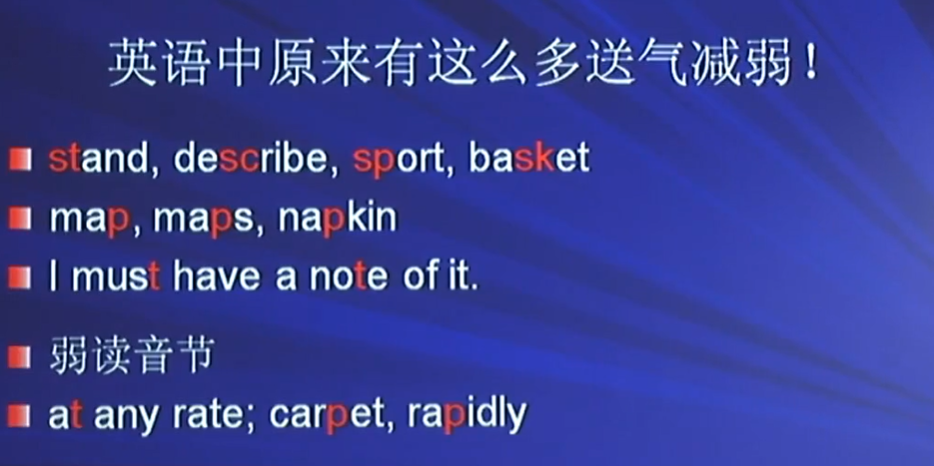 英语中原来有这么多送气减弱!
stand, describe, sport, basket
map, maps, napkin
I must have a note of it.
弱读音节
at any rate; carpet, rapidly